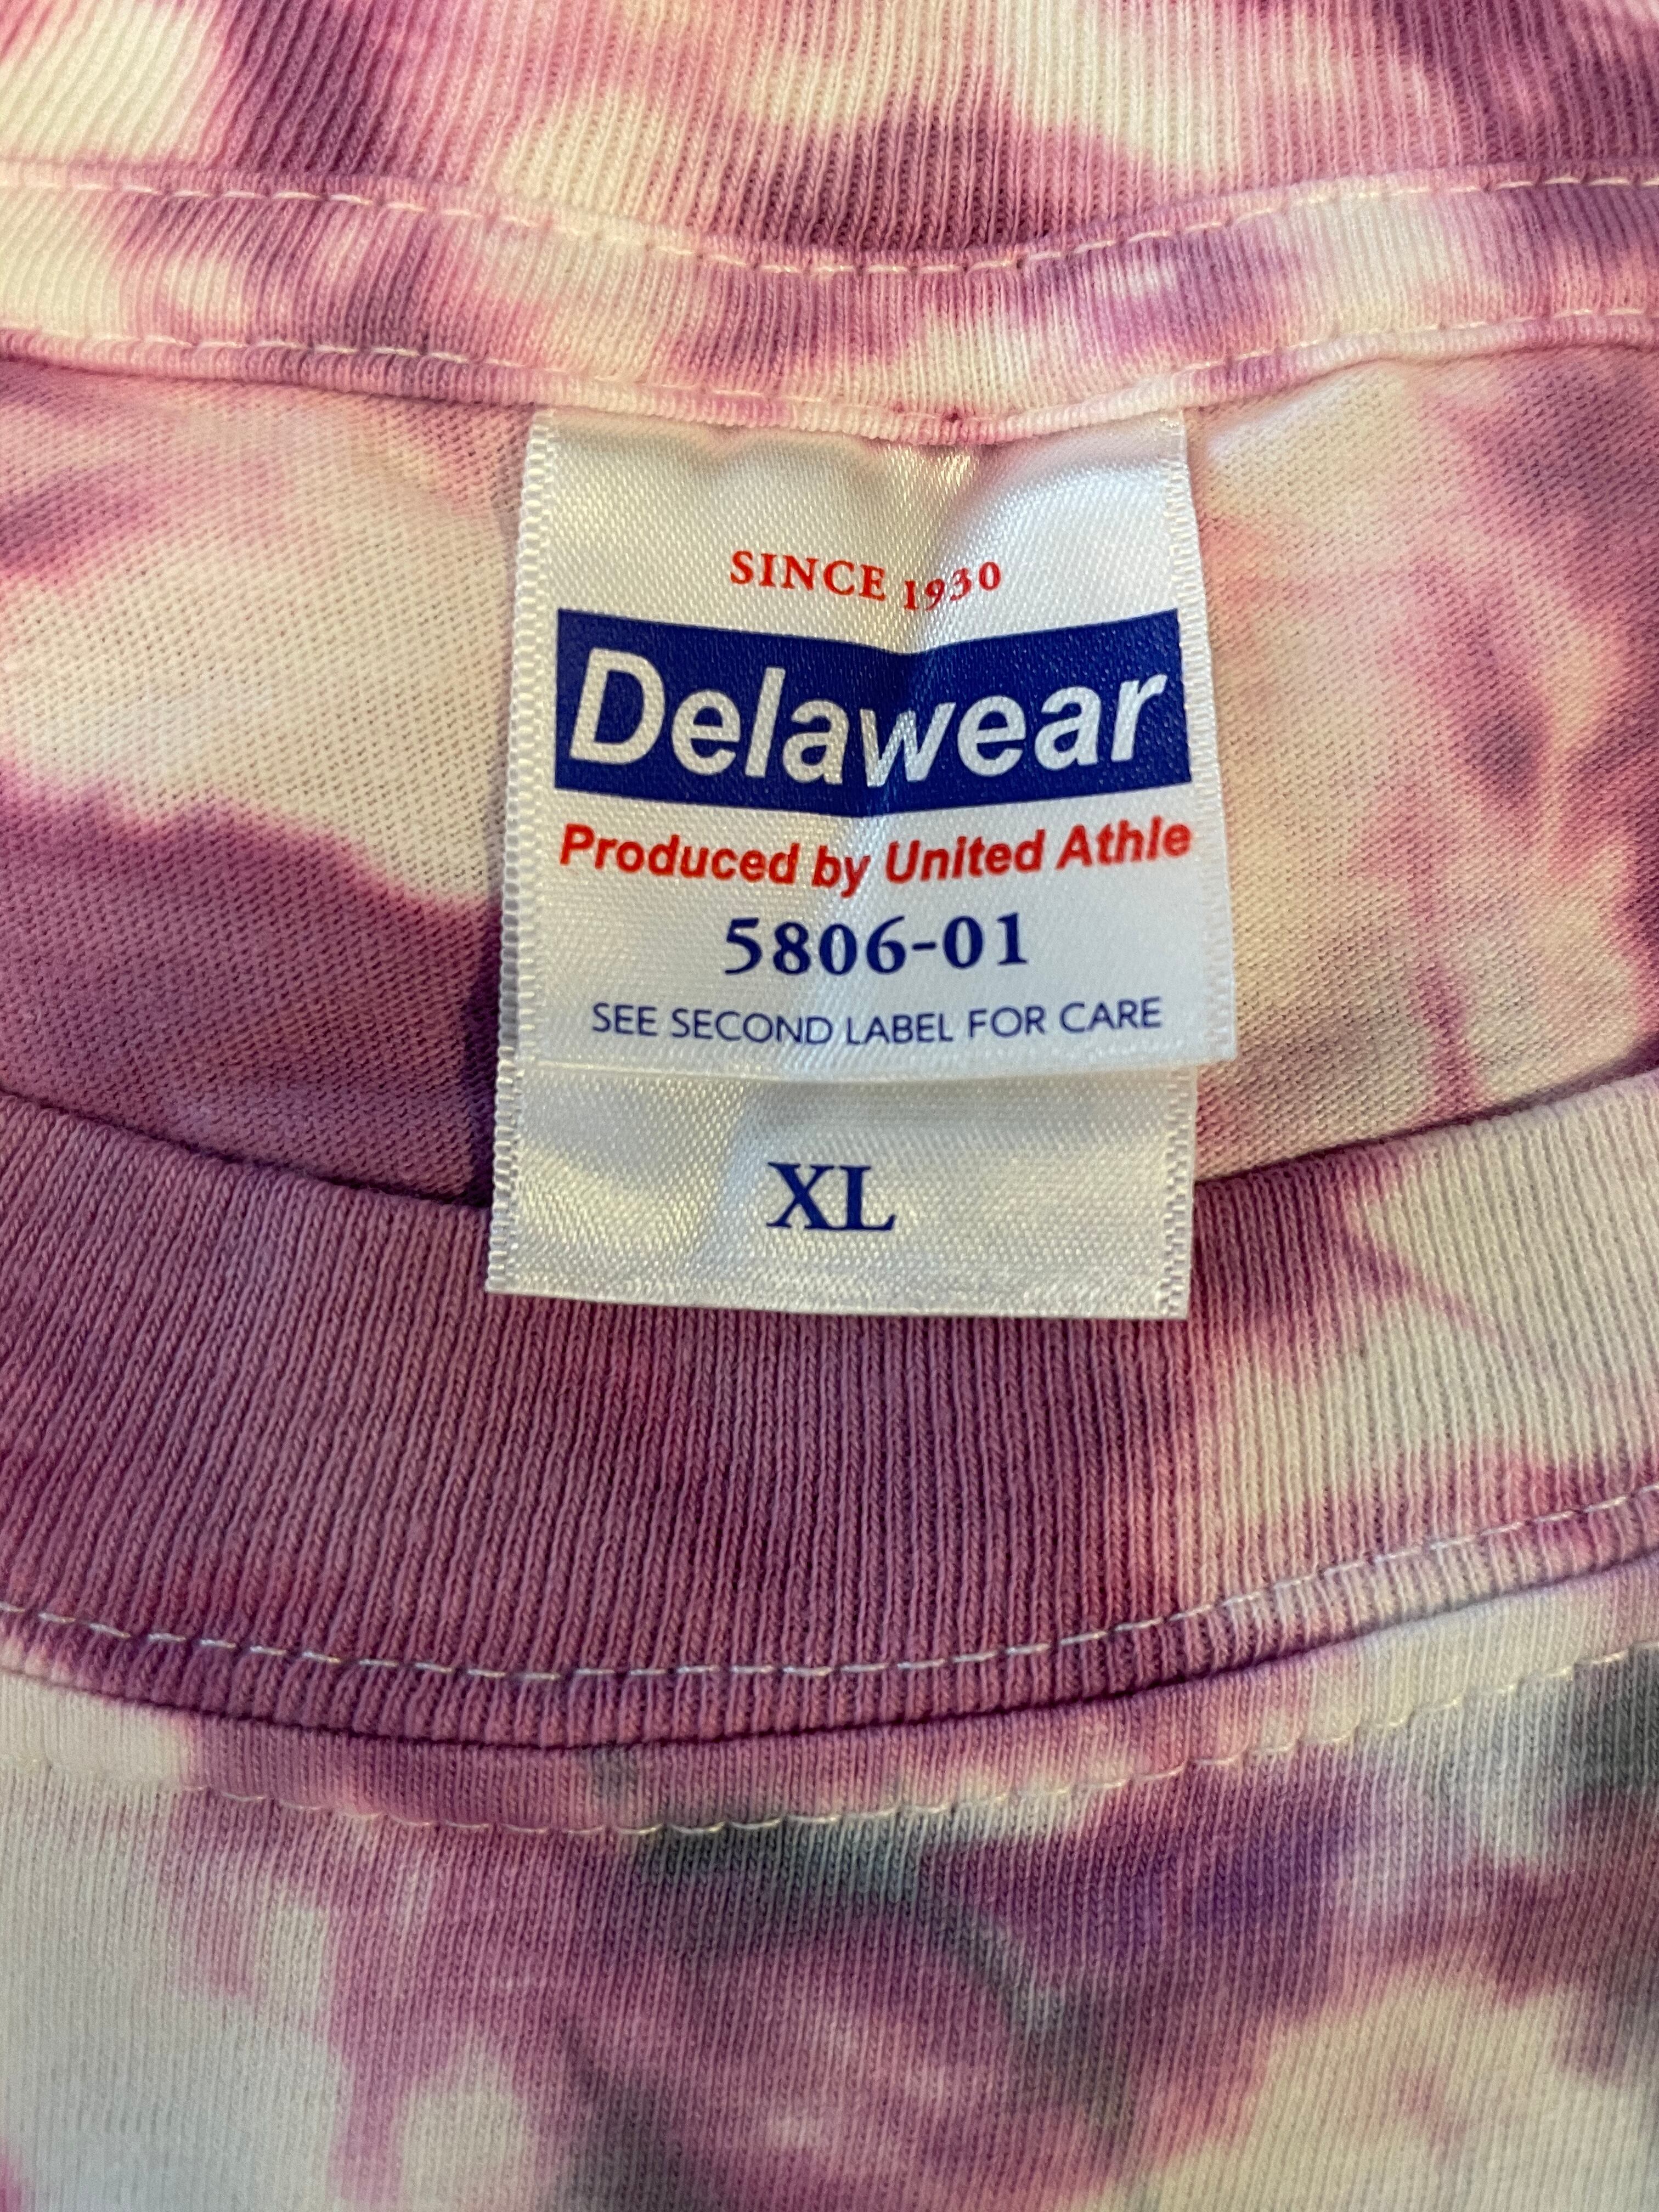 SINCE 1930
Delawear
Produced by United Athle
5806-01
SEE SECOND LABEL FOR CARE
XL